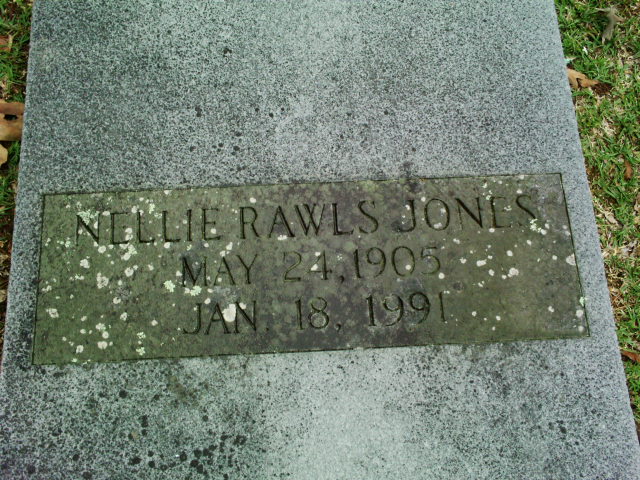 NELLIE RAWLS JONES
MAY 24, 1905
JAN. 18, 1991